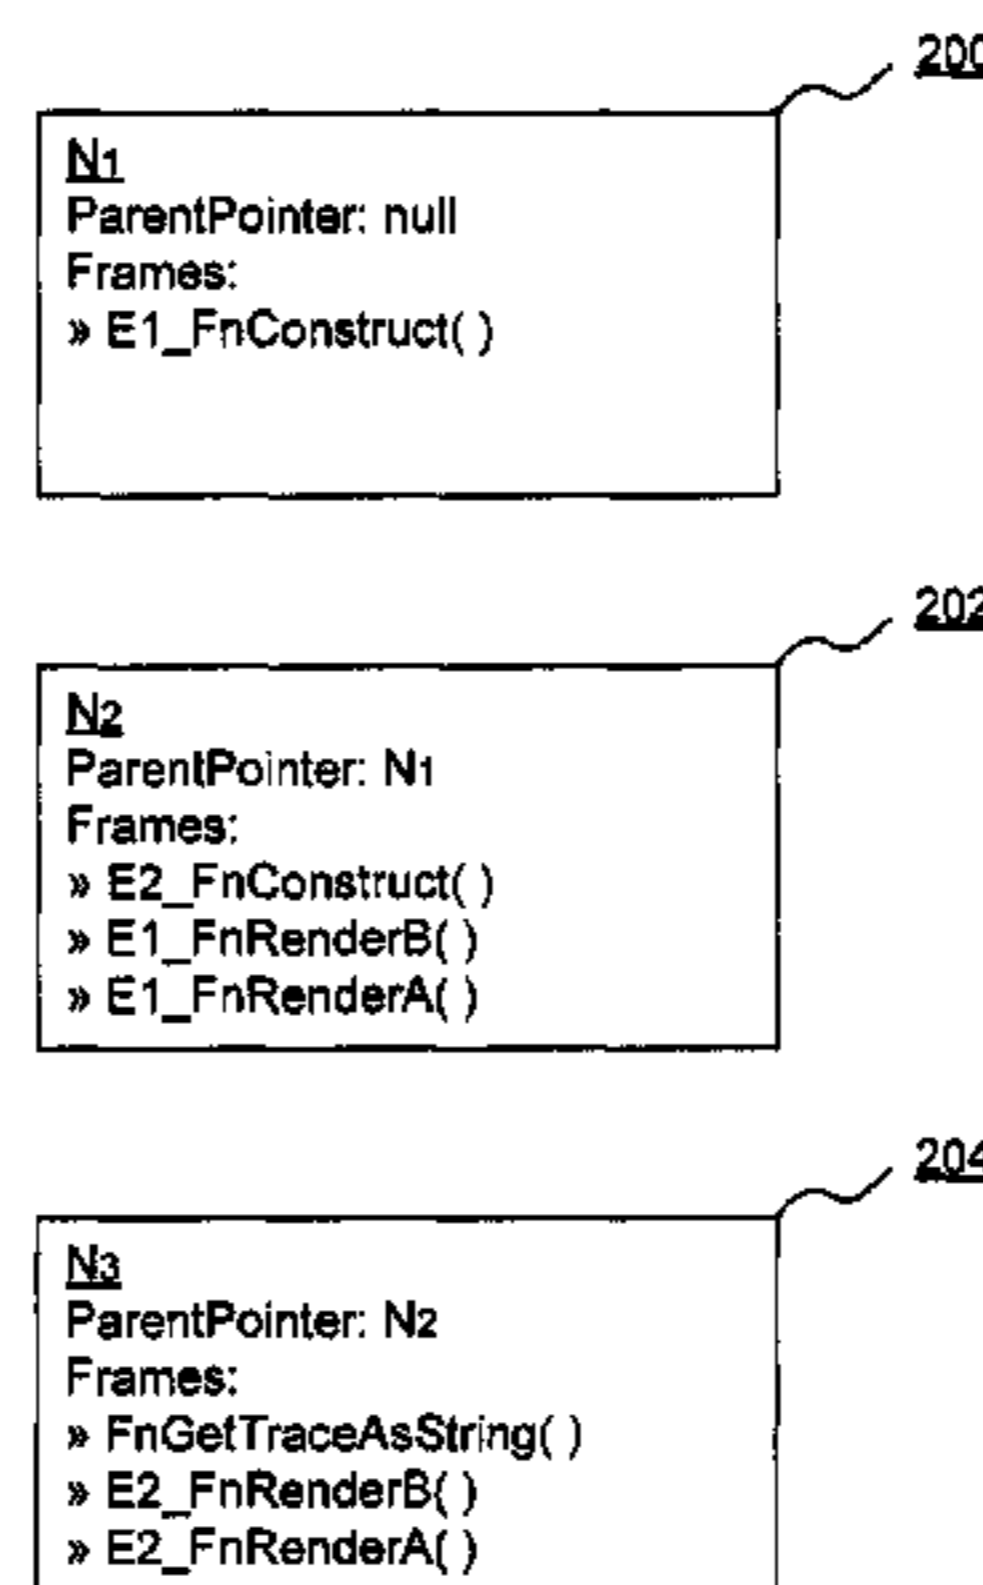 200
N1
ParentPointer: null
Frames:
» E1_FnConstruct( )
202
N2
ParentPointer: N1
Frames:
» E2_FnConstruct( )
» E1_FnRenderB( )
» E1_FnRenderA( )
204
N3
ParentPointer: N2
Frames:
» FnGetTraceAsString( )
» E2_FnRenderB( )
» E2_FnRenderA( )